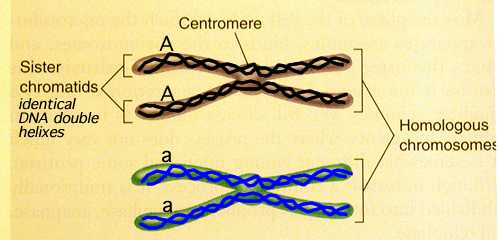 Centromere
A
Sister
chromatids
identical
DNA double
helixes
A
Homologous
chromosomes
a
a